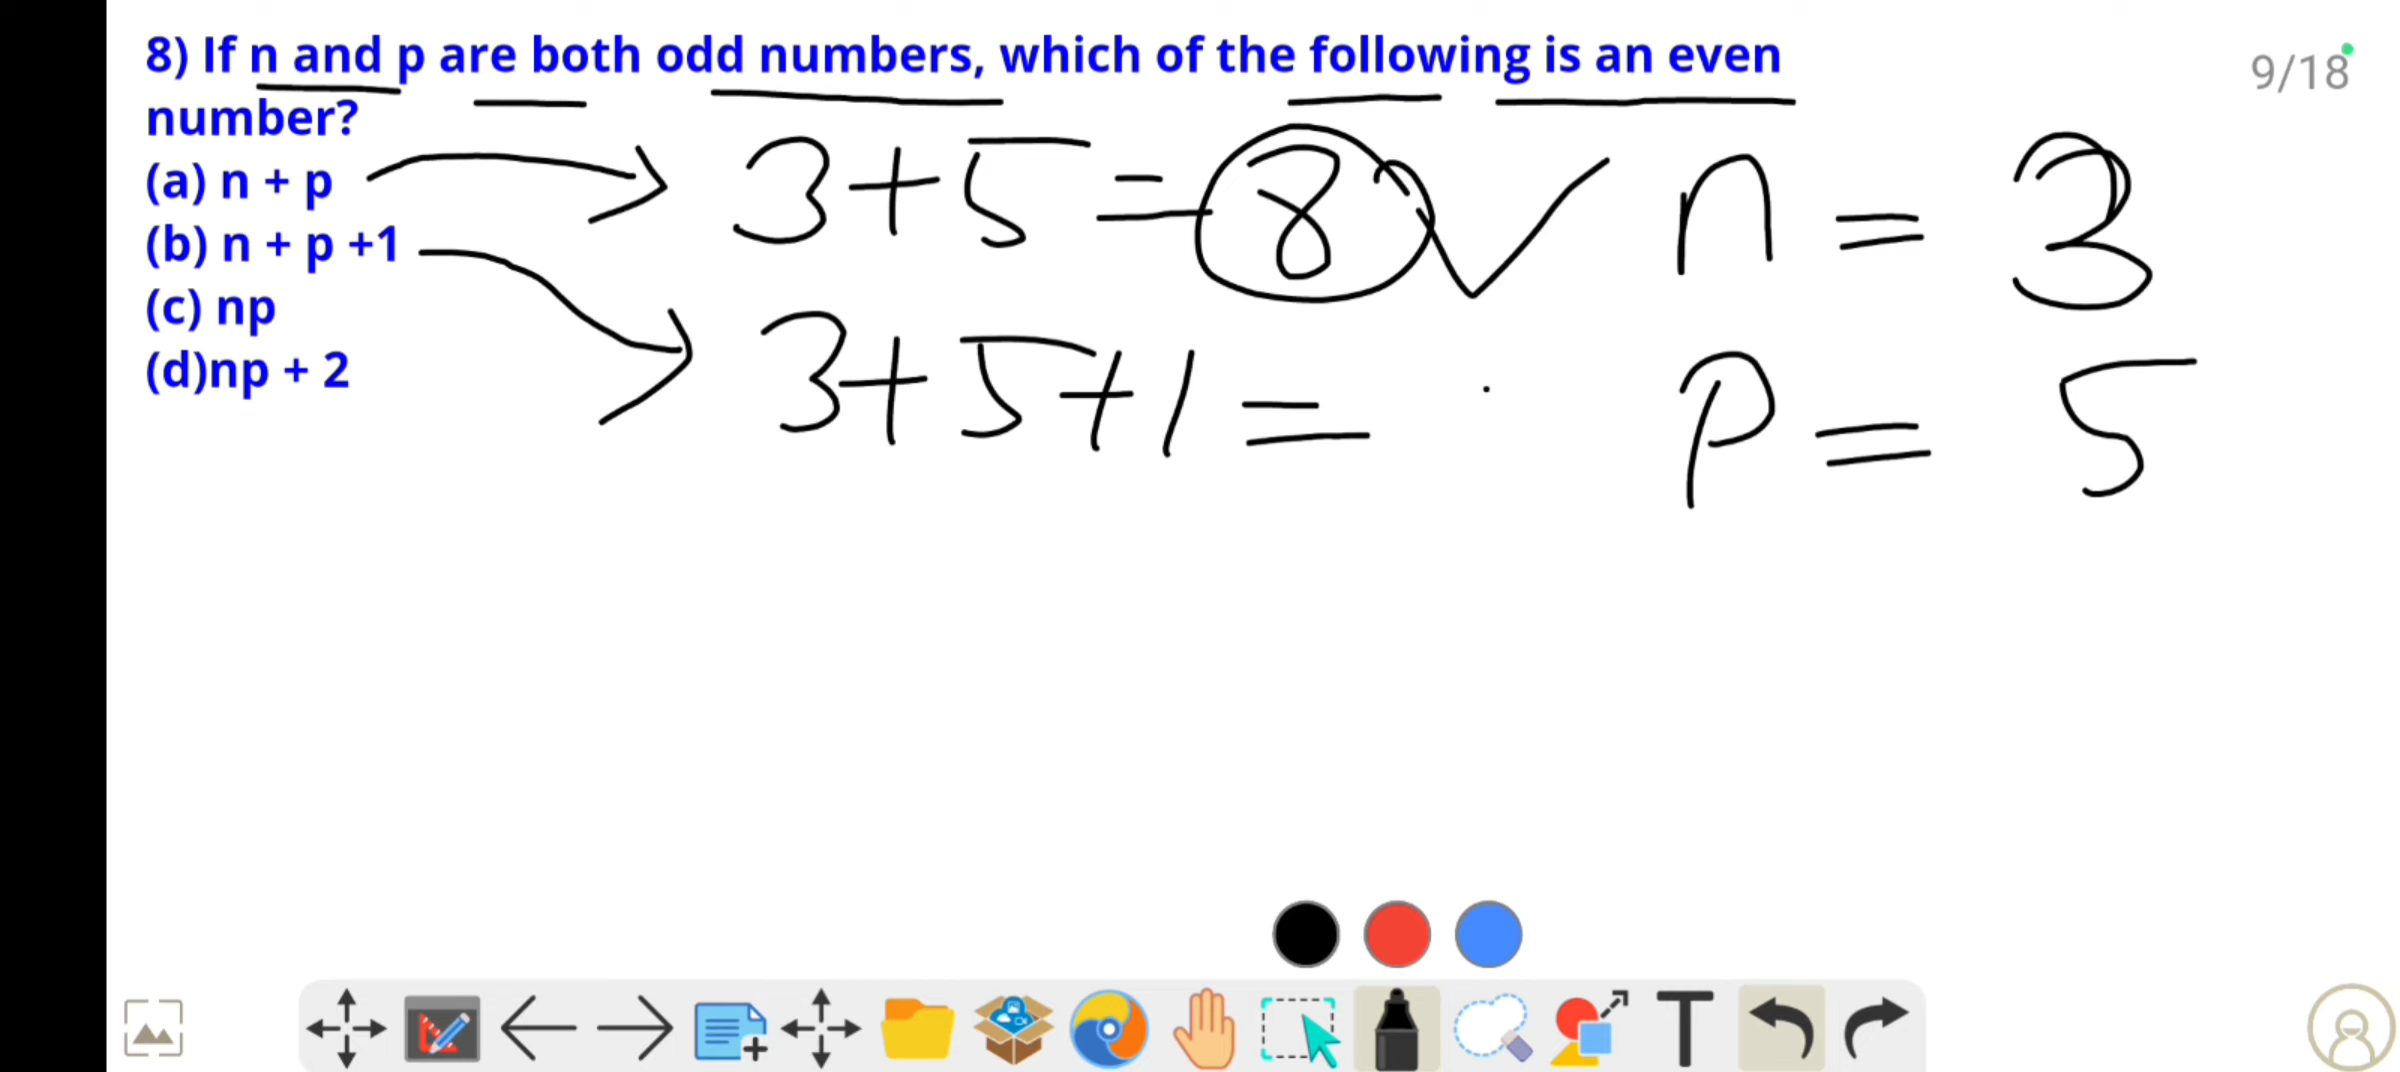 8) If n and p are both odd numbers, which of the following is an even
number?
(a) n + p
(b) n + p +1
(c) np
(d)np + 2
3+5 = 8
3+5+1 =
n = 3
p = 5
9/18
T